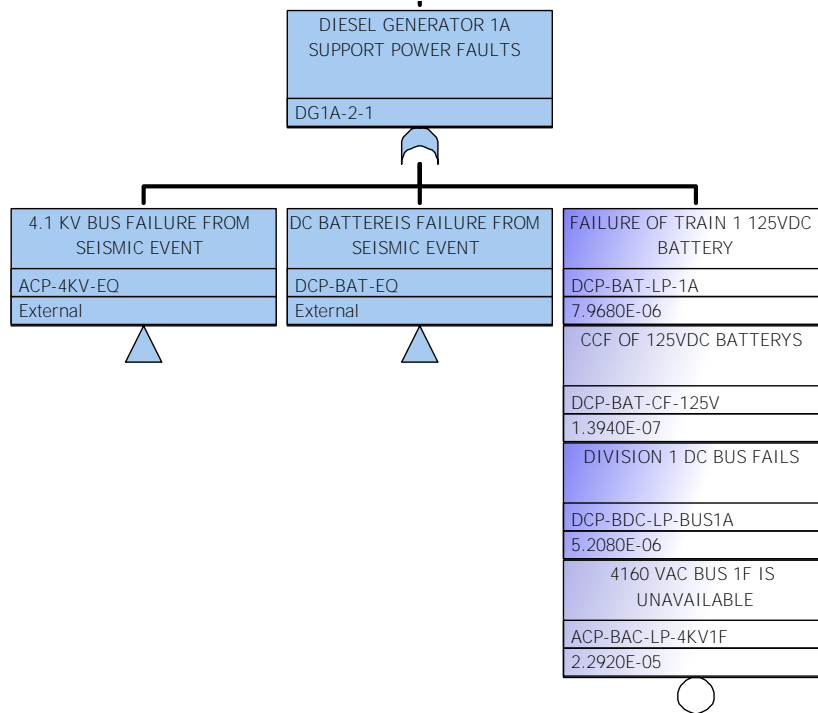 DIESEL GENERATOR 1A
SUPPORT POWER FAULTS
DG1A-2-1
4.1 KV BUS FAILURE FROM
SEISMIC EVENT
ACP-4KV-EQ
External
DC BATTEREIS FAILURE FROM
SEISMIC EVENT
DCP-BAT-EQ
External
FAILURE OF TRAIN 1 125VDC
BATTERY
DCP-BAT-LP-1A
7.9680E-06
CCF OF 125VDC BATTERYS
DCP-BAT-CF-125V
1.3940E-07
DIVISION 1 DC BUS FAILS
DCP-BDC-LP-BUS1A
5.2080E-06
4160 VAC BUS 1F IS
UNAVAILABLE
ACP-BAC-LP-4KV1F
2.2920E-05